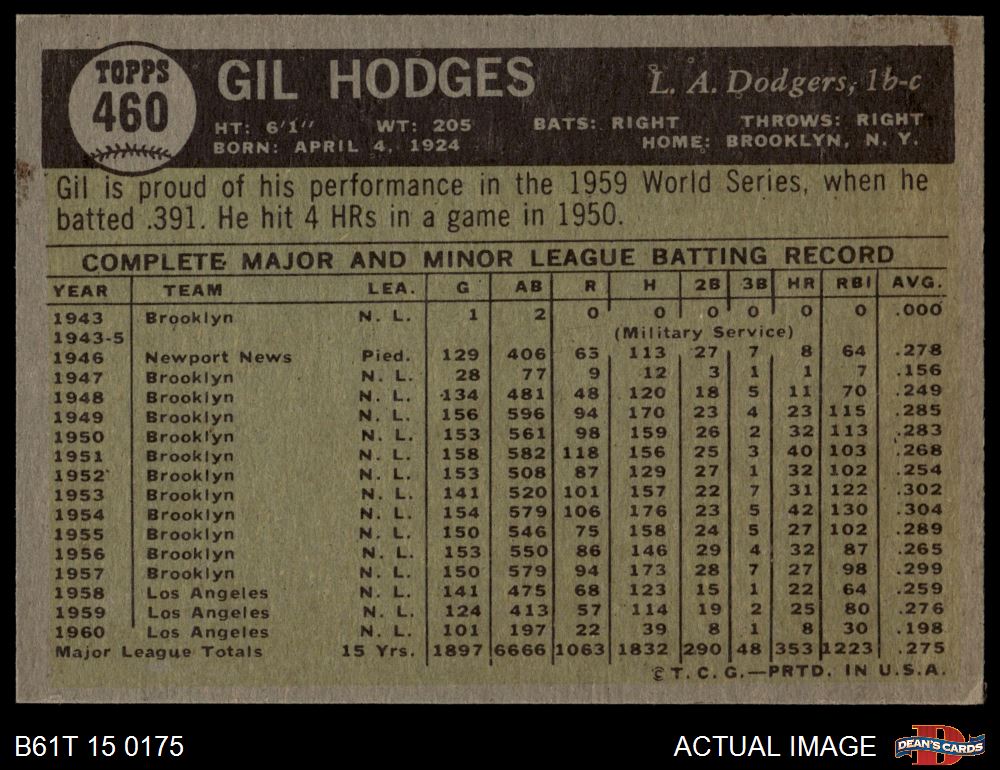 TOPPS
460
GIL HODGES
L. A. Dodgers, 1b-c
HT: 6'1" WT: 205 BATS: RIGHT THROWS: RIGHT
BORN: APRIL 4, 1924 HOME: BROOKLYN, N. Y.
Gil is proud of his performance in the 1959 World Series, when he
batted .391. He hit 4 HRs in a game in 1950.
COMPLETE MAJOR AND MINOR LEAGUE BATTING RECORD
YEAR TEAM LEA. G AB R H 2B 3B HR RBI AVG.
1943 Brooklyn N. L. 1 2 0 0 0 0 0 0 .000
1943-5 (Military Service)
1946 Newport News Pied. 129 406 63 113 27 7 8 64 .278
1947 Brooklyn N. L. 28 77 9 12 3 1 1 7 .156
1948 Brooklyn N. L. 134 481 48 120 18 5 11 70 .249
1949 Brooklyn N. L. 156 596 94 170 23 4 23 115 .285
1950 Brooklyn N. L. 153 561 98 159 26 2 32 113 .283
1951 Brooklyn N. L. 158 582 118 156 25 3 40 103 .268
1952 Brooklyn N. L. 153 508 87 129 27 1 32 102 .254
1953 Brooklyn N. L. 141 520 101 157 22 7 31 122 .302
1954 Brooklyn N. L. 154 579 106 176 23 5 42 130 .304
1955 Brooklyn N. L. 150 546 75 158 24 5 27 102 .289
1956 Brooklyn N. L. 153 550 86 146 29 4 32 87 .265
1957 Brooklyn N. L. 150 579 94 173 28 7 27 98 .299
1958 Los Angeles N. L. 141 475 68 123 15 1 22 64 .259
1959 Los Angeles N. L. 124 413 57 114 19 2 25 80 .276
1960 Los Angeles N. L. 101 197 22 39 8 1 8 30 .198
Major League Totals 15 Yrs. 1897 6666 1063 1832 290 48 353 1223 .275
© T. C. G.—PRTD. IN U.S.A.
B61T 15 0175 ACTUAL IMAGE DEAN'S CARDS